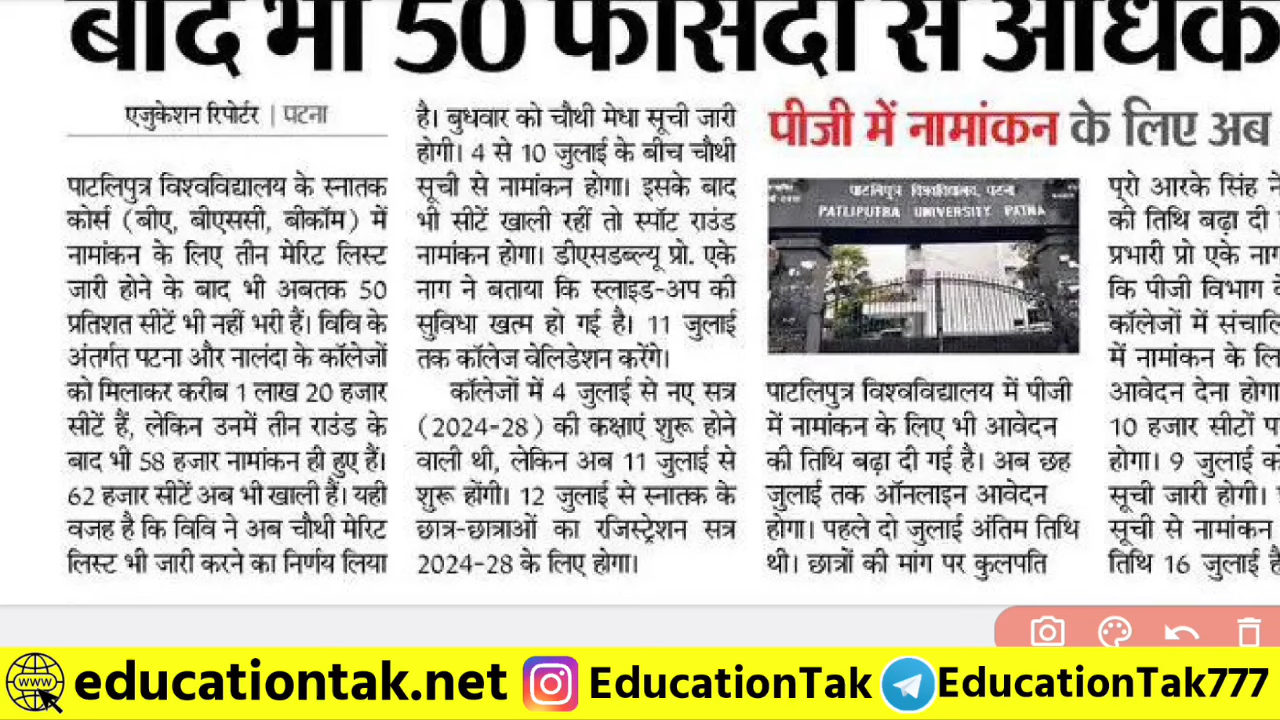 बाद भी 50 फीसदी से अधिक
एजुकेशन रिपोर्टर | पटना
पाटलिपुत्र विश्वविद्यालय के स्नातक
कोर्स (बीए, बीएससी, बीकॉम) में
नामांकन के लिए तीन मेरिट लिस्ट
जारी होने के बाद भी अबतक 50
प्रतिशत सीटें भी नहीं भरी हैं। विवि के
अंतर्गत पटना और नालंदा के कॉलेजों
को मिलाकर करीब 1 लाख 20 हजार
सीटें हैं, लेकिन उनमें तीन राउंड के
बाद भी 58 हजार नामांकन ही हुए हैं।
62 हजार सीटें अब भी खाली हैं। यही
वजह है कि विवि ने अब चौथी मेरिट
लिस्ट भी जारी करने का निर्णय लिया
है। बुधवार को चौथी मेधा सूची जारी
होगी। 4 से 10 जुलाई के बीच चौथी
सूची से नामांकन होगा। इसके बाद
भी सीटें खाली रहीं तो स्पॉट राउंड
नामांकन होगा। डीएसडब्ल्यू प्रो. एके
नाग ने बताया कि स्लाइड-अप की
सुविधा खत्म हो गई है। 11 जुलाई
तक कॉलेज वेलिडेशन करेंगे।
कॉलेजों में 4 जुलाई से नए सत्र
(2024-28) की कक्षाएं शुरू होने
वाली थी, लेकिन अब 11 जुलाई से
शुरू होंगी। 12 जुलाई से स्नातक के
छात्र-छात्राओं का रजिस्ट्रेशन सत्र
2024-28 के लिए होगा।
पीजी में नामांकन के लिए अब
पाटलिपुत्र विश्वविद्यालय, पटना
PATLIPUTRA UNIVERSITY PATNA
पाटलिपुत्र विश्वविद्यालय में पीजी
में नामांकन के लिए भी आवेदन
की तिथि बढ़ा दी गई है। अब छह
जुलाई तक ऑनलाइन आवेदन
होगा। पहले दो जुलाई अंतिम तिथि
थी। छात्रों की मांग पर कुलपति
प्रो आरके सिंह ने
की तिथि बढ़ा दी
प्रभारी प्रो एके नाग
कि पीजी विभाग
कॉलेजों में
में नामांकन के
आवेदन देना होगा
10 हजार सीटों
होगा। 9 जुलाई
सूची जारी होगी।
सूची से नामांकन
तिथि 16 जुलाई
www
educationtak.net EducationTak EducationTak777